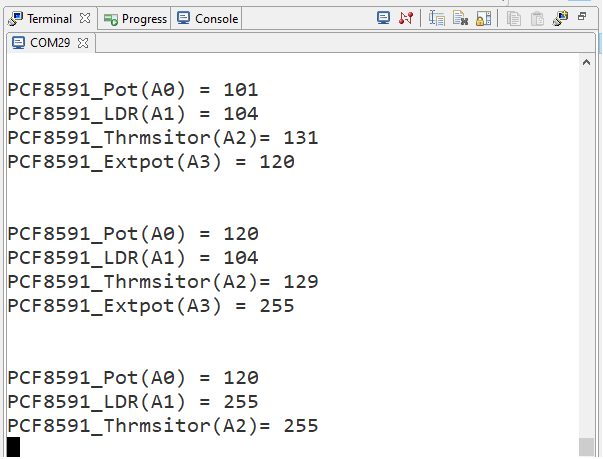 Terminal Progress Console
COM29
PCF8591_Pot(A0) = 101
PCF8591_LDR(A1) = 104
PCF8591_Thrmsitor(A2)= 131
PCF8591_Extpot(A3) = 120
PCF8591_Pot(A0) = 120
PCF8591_LDR(A1) = 104
PCF8591_Thrmsitor(A2)= 129
PCF8591_Extpot(A3) = 255
PCF8591_Pot(A0) = 120
PCF8591_LDR(A1) = 255
PCF8591_Thrmsitor(A2)= 255